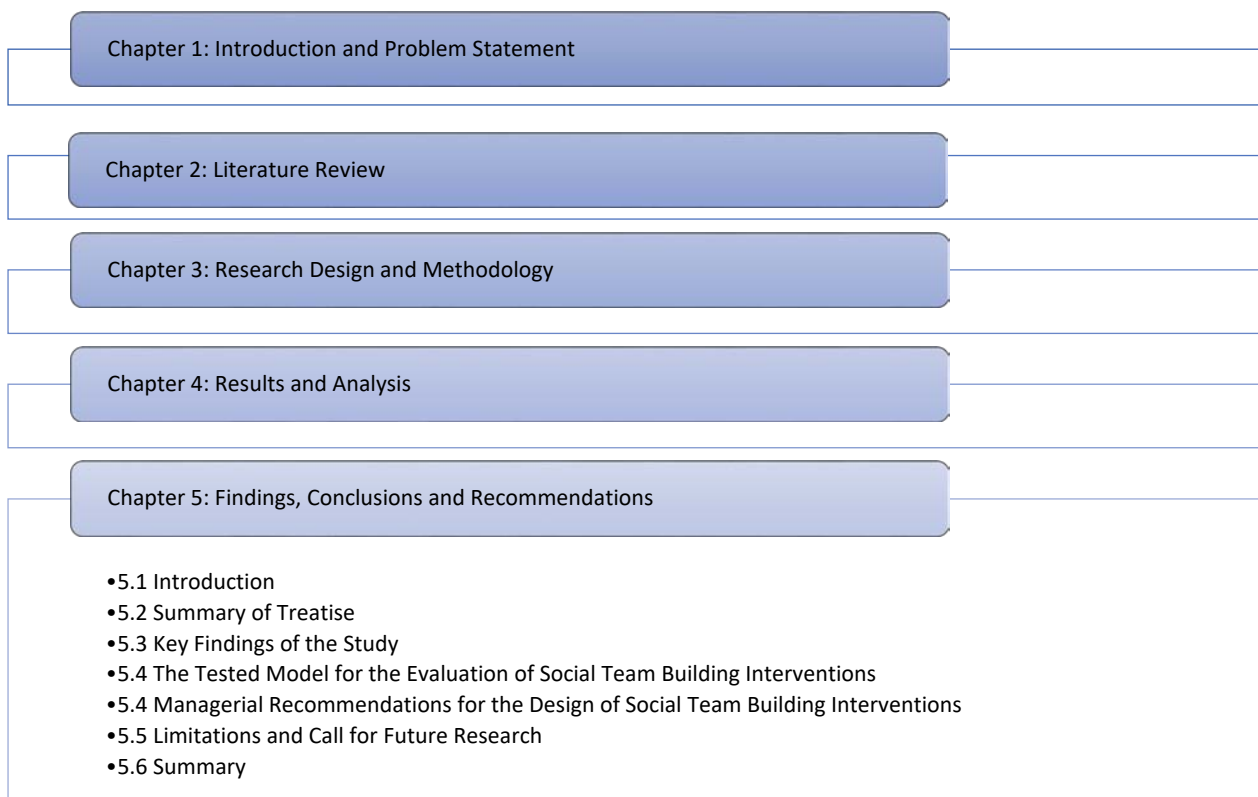 Chapter 1: Introduction and Problem Statement
Chapter 2: Literature Review
Chapter 3: Research Design and Methodology
Chapter 4: Results and Analysis
Chapter 5: Findings, Conclusions and Recommendations
•5.1 Introduction
•5.2 Summary of Treatise
•5.3 Key Findings of the Study
•5.4 The Tested Model for the Evaluation of Social Team Building Interventions
•5.4 Managerial Recommendations for the Design of Social Team Building Interventions
•5.5 Limitations and Call for Future Research
•5.6 Summary